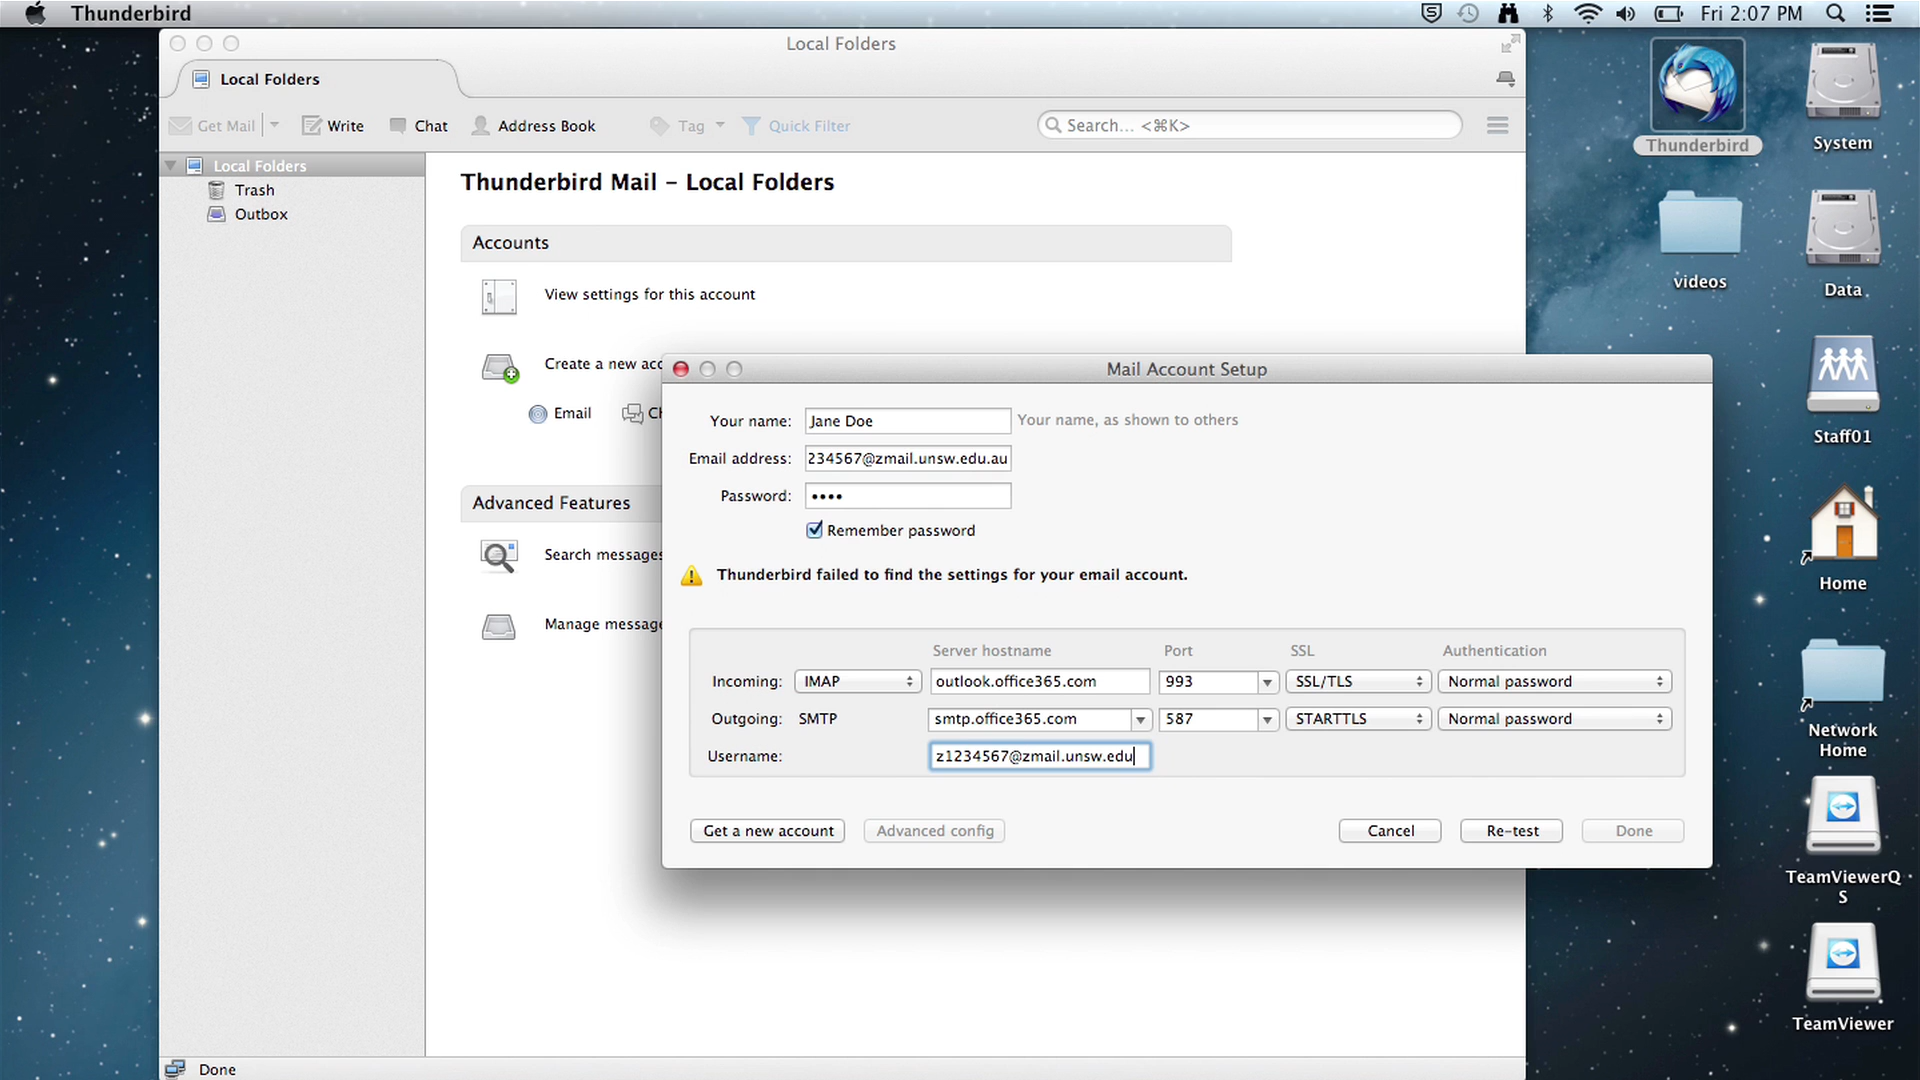 Thunderbird
Fri 2:07 PM
Local Folders
Local Folders
Get Mail
Write
Chat
Address Book
Tag
Quick Filter
Search... <⌘K>
Local Folders
Trash
Outbox
Thunderbird Mail – Local Folders
Accounts
View settings for this account
Create a new acc
Email
Ch
Advanced Features
Search messages
Manage message
Mail Account Setup
Your name: Jane Doe Your name, as shown to others
Email address: 234567@zmail.unsw.edu.au
Password: ••••
Remember password
Thunderbird failed to find the settings for your email account.
Server hostname Port SSL Authentication
Incoming: IMAP outlook.office365.com 993 SSL/TLS Normal password
Outgoing: SMTP smtp.office365.com 587 STARTTLS Normal password
Username: z1234567@zmail.unsw.edu
Get a new account
Advanced config
Cancel
Re-test
Done
Done
Thunderbird
System
videos
Data
Staff01
Home
Network
Home
TeamViewerQ
S
TeamViewer